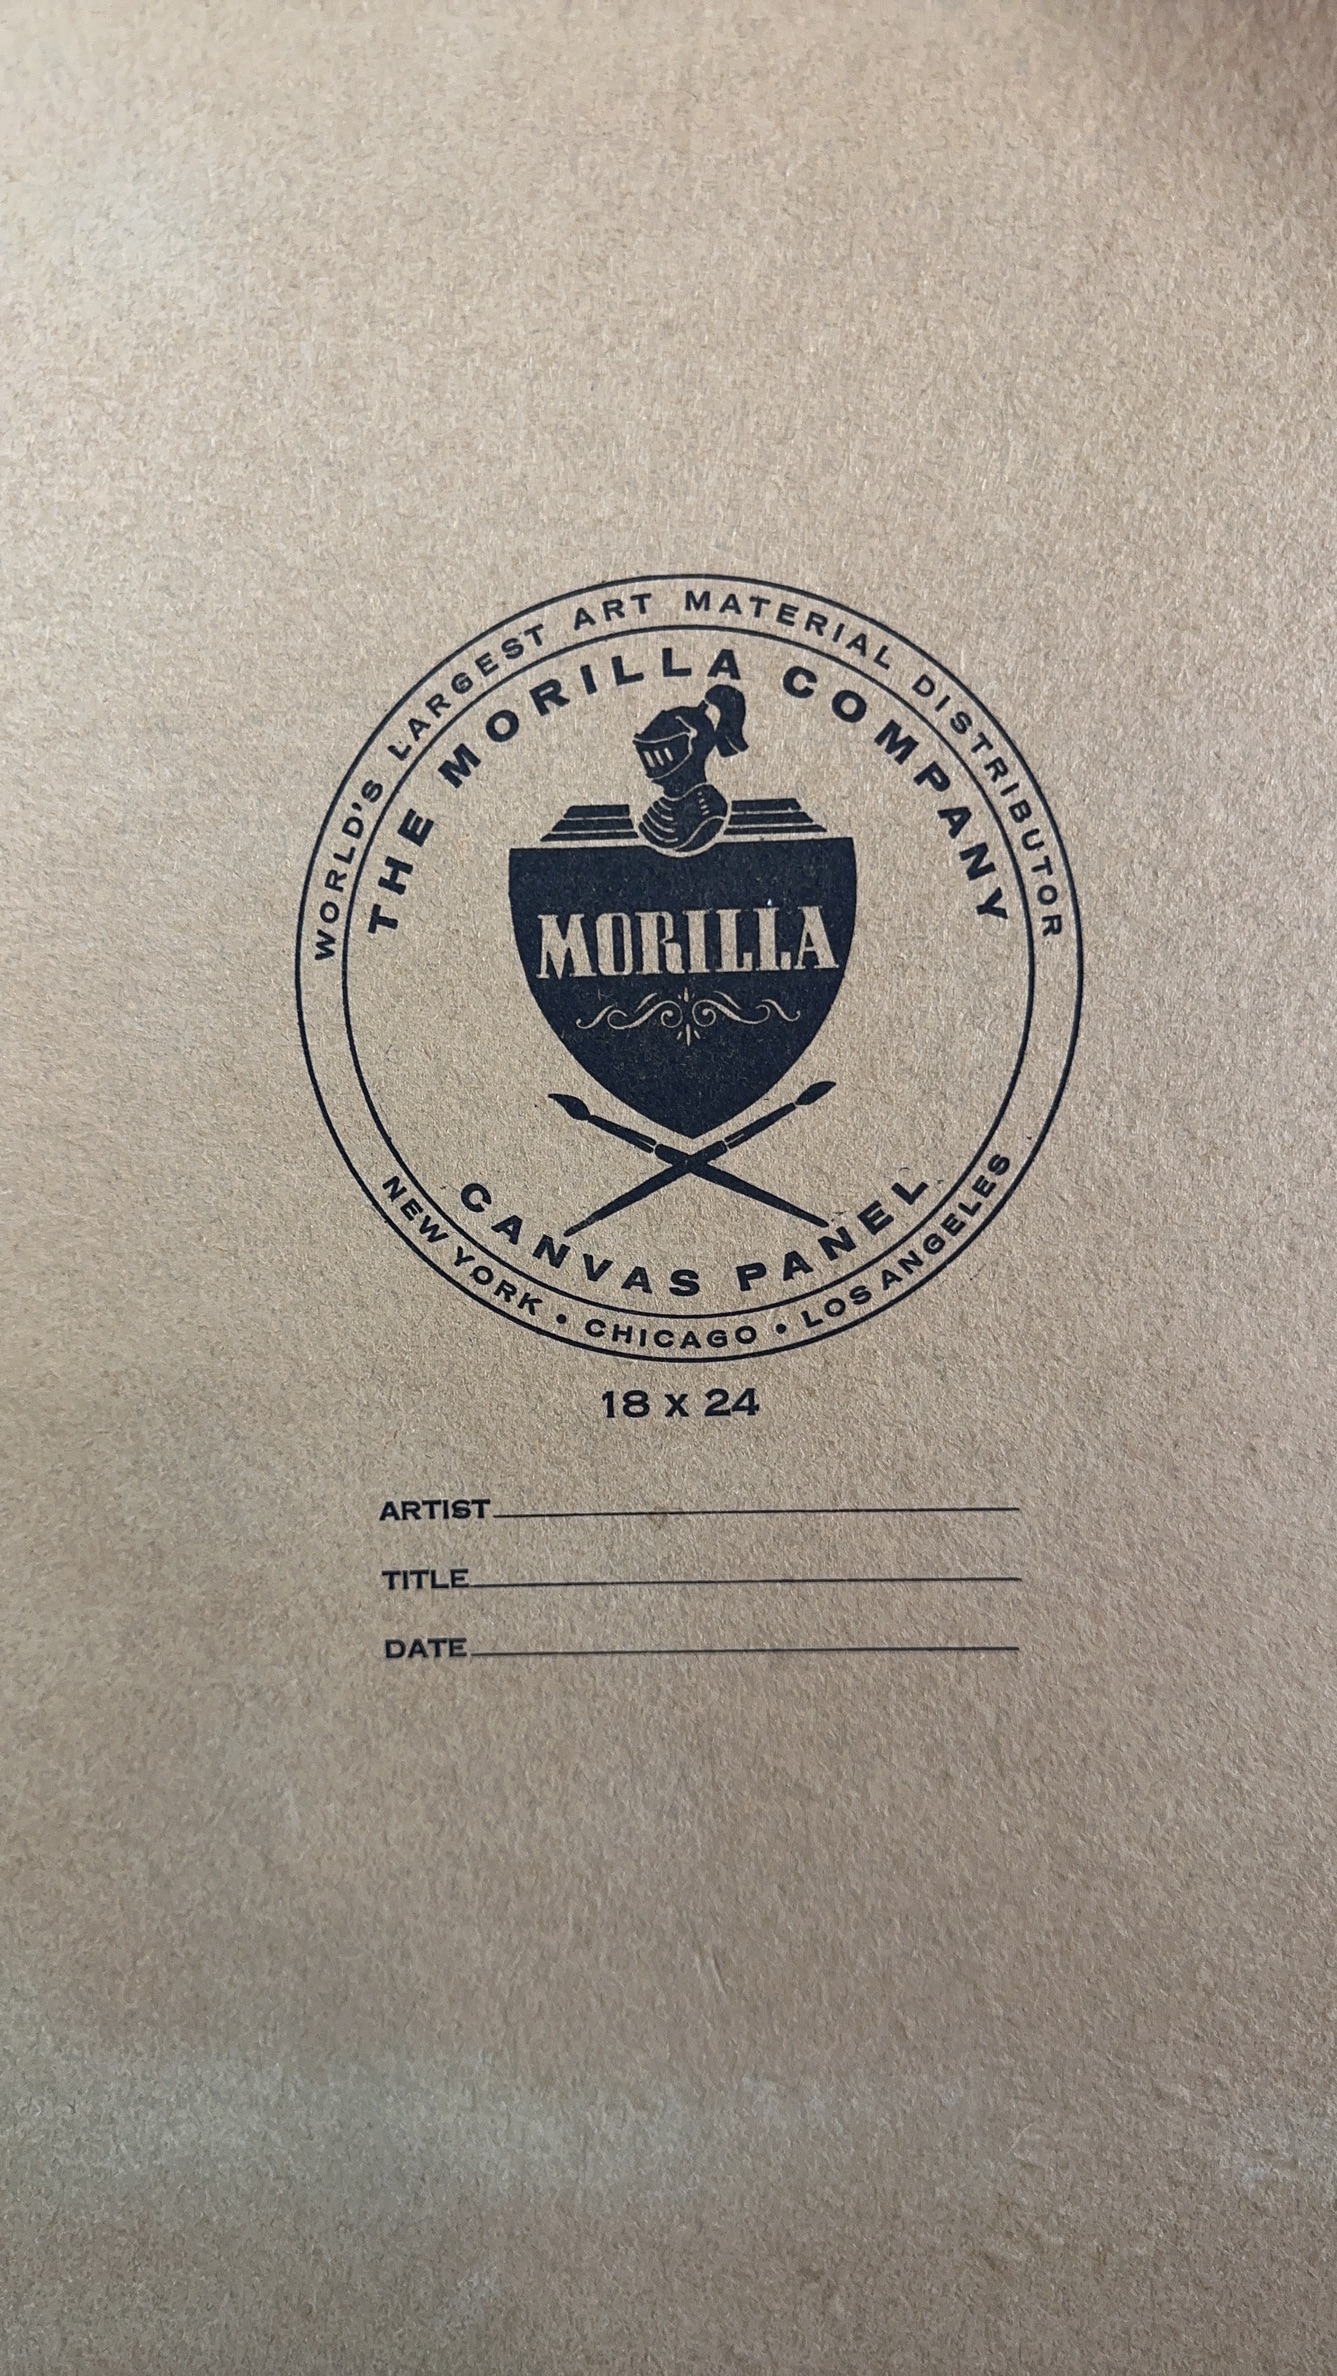 WORLD'S LARGEST ART MATERIAL DISTRIBUTOR
THE MORILLA COMPANY
MORILLA
CANVAS PANEL
NEW YORK • CHICAGO • LOS ANGELES
18 x 24
ARTIST
TITLE
DATE